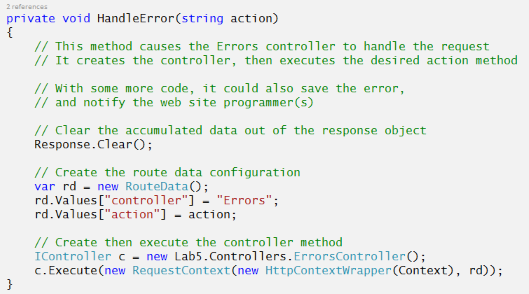 2 references
private void HandleError(string action)
{
// This method causes the Errors controller to handle the request
// It creates the controller, then executes the desired action method
// With some more code, it could also save the error,
// and notify the web site programmer(s)
// Clear the accumulated data out of the response object
Response.Clear();
// Create the route data configuration
var rd = new RouteData();
rd.Values["controller"] = "Errors";
rd.Values["action"] = action;
// Create then execute the controller method
IController c = new Lab5.Controllers.ErrorsController();
c.Execute(new RequestContext(new HttpContextWrapper(Context), rd));
}